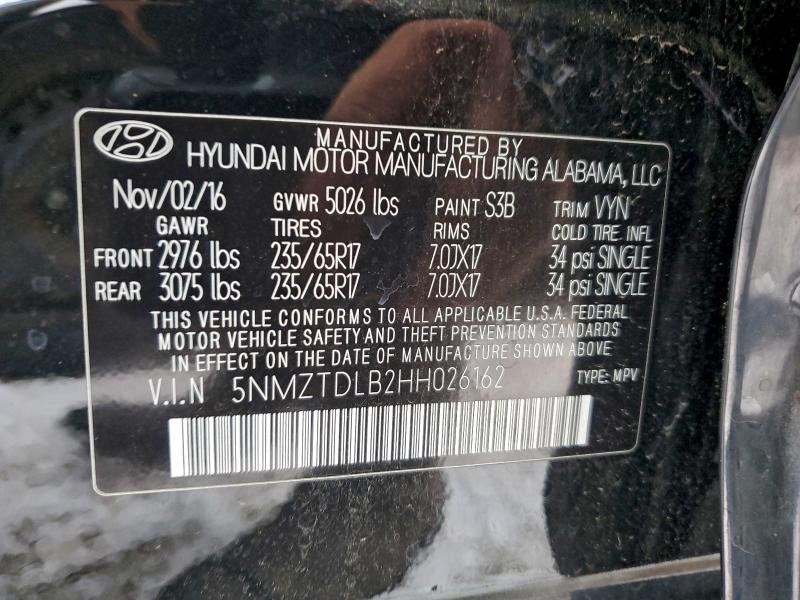 MANUFACTURED BY
HYUNDAI MOTOR MANUFACTURING ALABAMA, LLC
Nov/02/16 GVWR 5026 lbs PAINT S3B TRIM VYN
GAWR TIRES RIMS COLD TIRE. INFL
FRONT 2976 lbs 235/65R17 7.0JX17 34 psi SINGLE
REAR 3075 lbs 235/65R17 7.0JX17 34 psi SINGLE
THIS VEHICLE CONFORMS TO ALL APPLICABLE U.S.A. FEDERAL
MOTOR VEHICLE SAFETY AND THEFT PREVENTION STANDARDS
IN EFFECT ON THE DATE OF MANUFACTURE SHOWN ABOVE.
V.I.N 5NMZTDLB2HH026162 TYPE: MPV